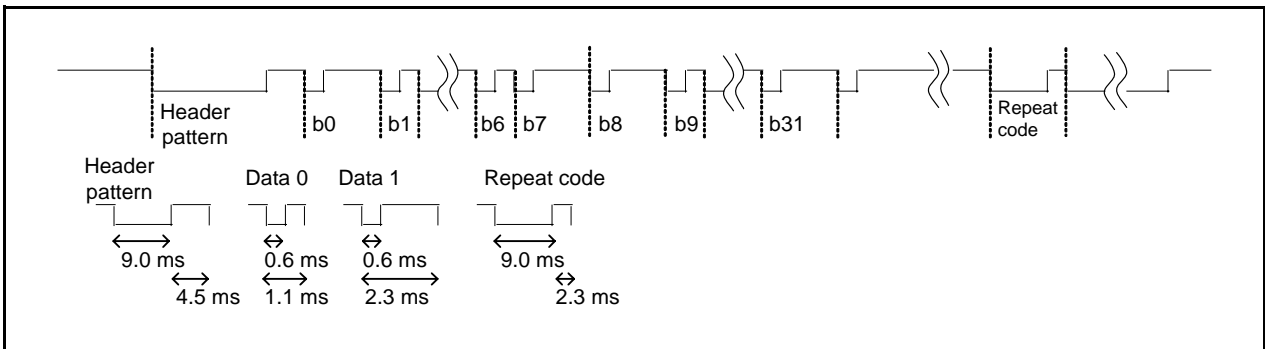 Header
pattern
b0 b1 b6 b7 b8 b9 b31
Repeat
code
Header
pattern
Data 0 Data 1 Repeat code
9.0 ms 0.6 ms 0.6 ms 9.0 ms
4.5 ms 1.1 ms 2.3 ms 2.3 ms